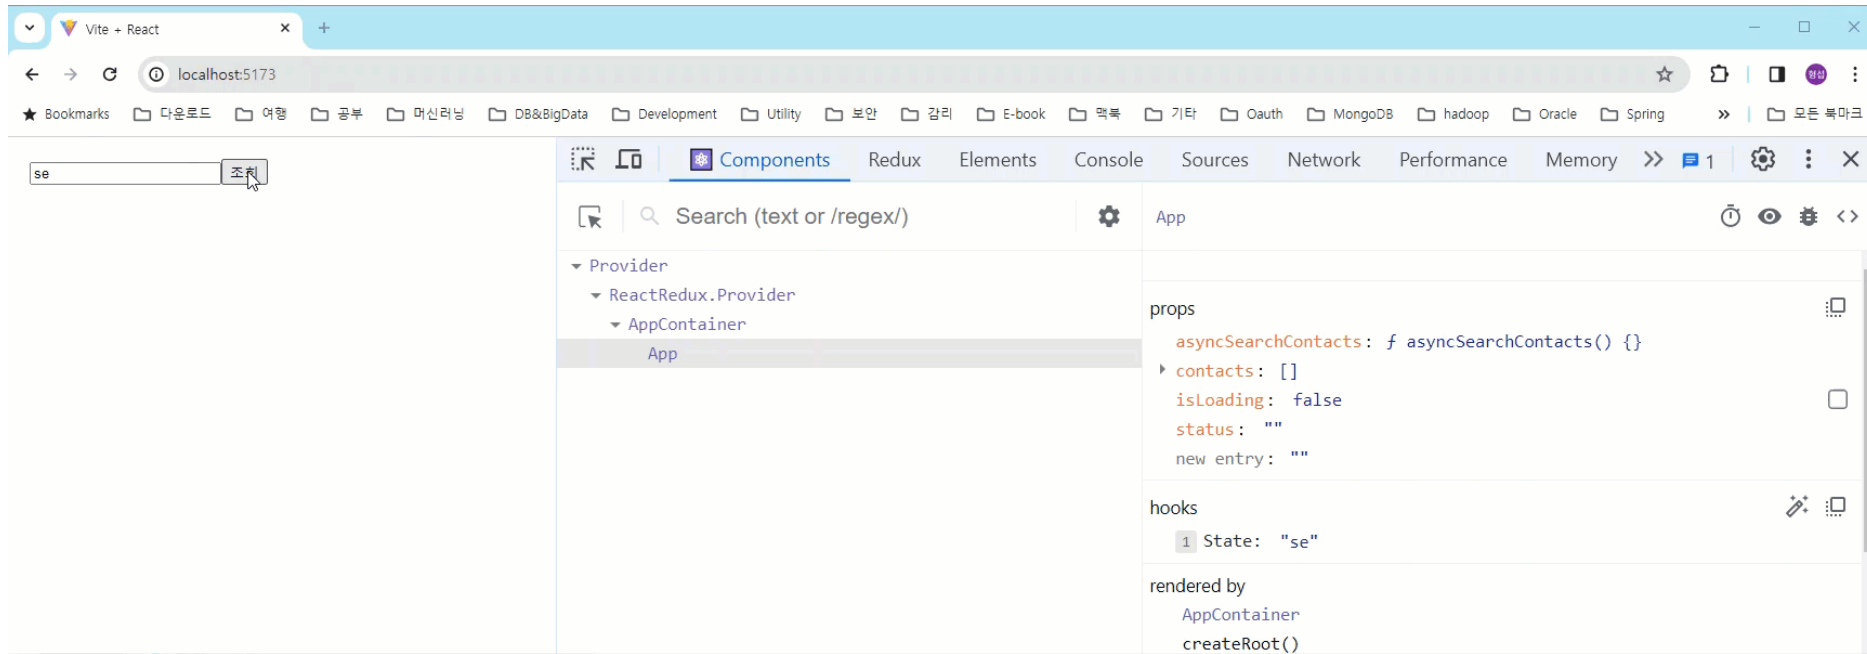 Vite + React
localhost:5173
형섭
Bookmarks 다운로드 여행 공부 머신러닝 DB&BigData Development Utility 보안 감리 E-book 맥북 기타 Oauth MongoDB hadoop Oracle Spring » 모든 북마크
se 조회
Components Redux Elements Console Sources Network Performance Memory 1
Search (text or /regex/) App
Provider
ReactRedux.Provider
AppContainer
App
props
asyncSearchContacts: ƒ asyncSearchContacts() {}
contacts: []
isLoading: false
status: ""
new entry: ""
hooks
1 State: "se"
rendered by
AppContainer
createRoot()